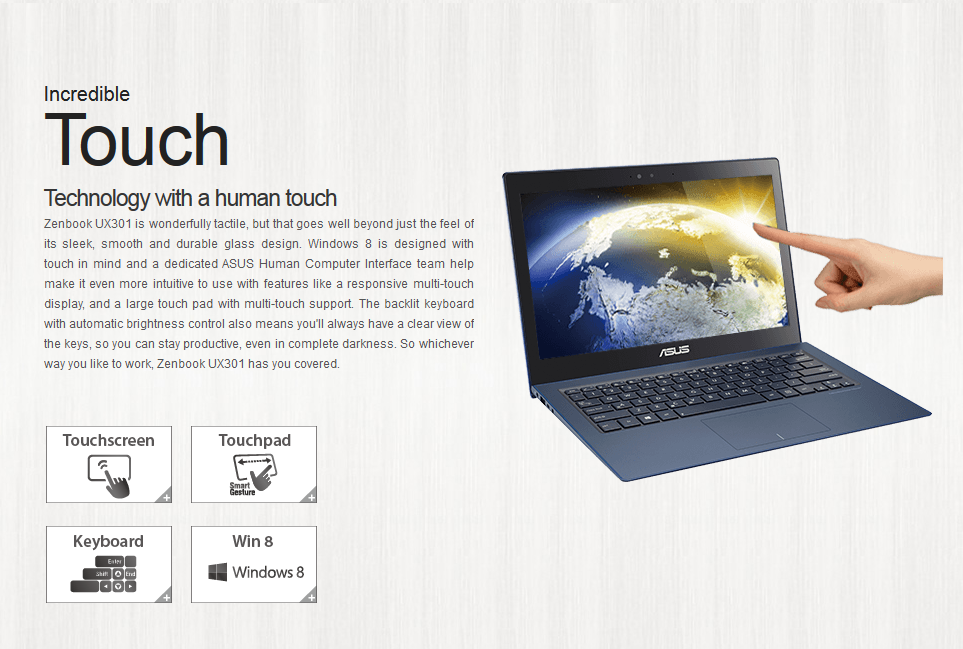 Incredible
Touch
Technology with a human touch
Zenbook UX301 is wonderfully tactile, but that goes well beyond just the feel of
its sleek, smooth and durable glass design. Windows 8 is designed with
touch in mind and a dedicated ASUS Human Computer Interface team help
make it even more intuitive to use with features like a responsive multi-touch
display, and a large touch pad with multi-touch support. The backlit keyboard
with automatic brightness control also means you'll always have a clear view of
the keys, so you can stay productive, even in complete darkness. So whichever
way you like to work, Zenbook UX301 has you covered.
ASUS
Touchscreen
Touchpad
Smart
Gesture
Keyboard
Enter
Shift
End
Win 8
Windows 8